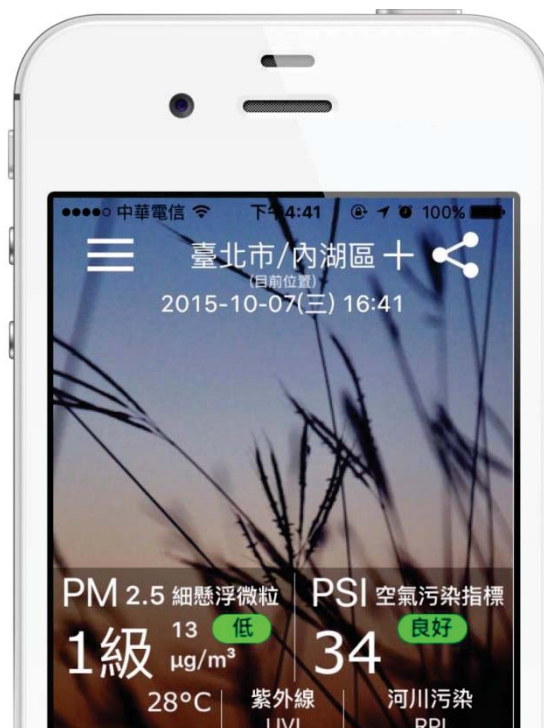 中華電信 下午4:41 100%
臺北市/內湖區
(目前位置)
2015-10-07(三) 16:41
PM 2.5 細懸浮微粒 PSI 空氣污染指標
1級 13 μg/m³ 低 34 良好
28°C 紫外線 河川污染
UVI RPI